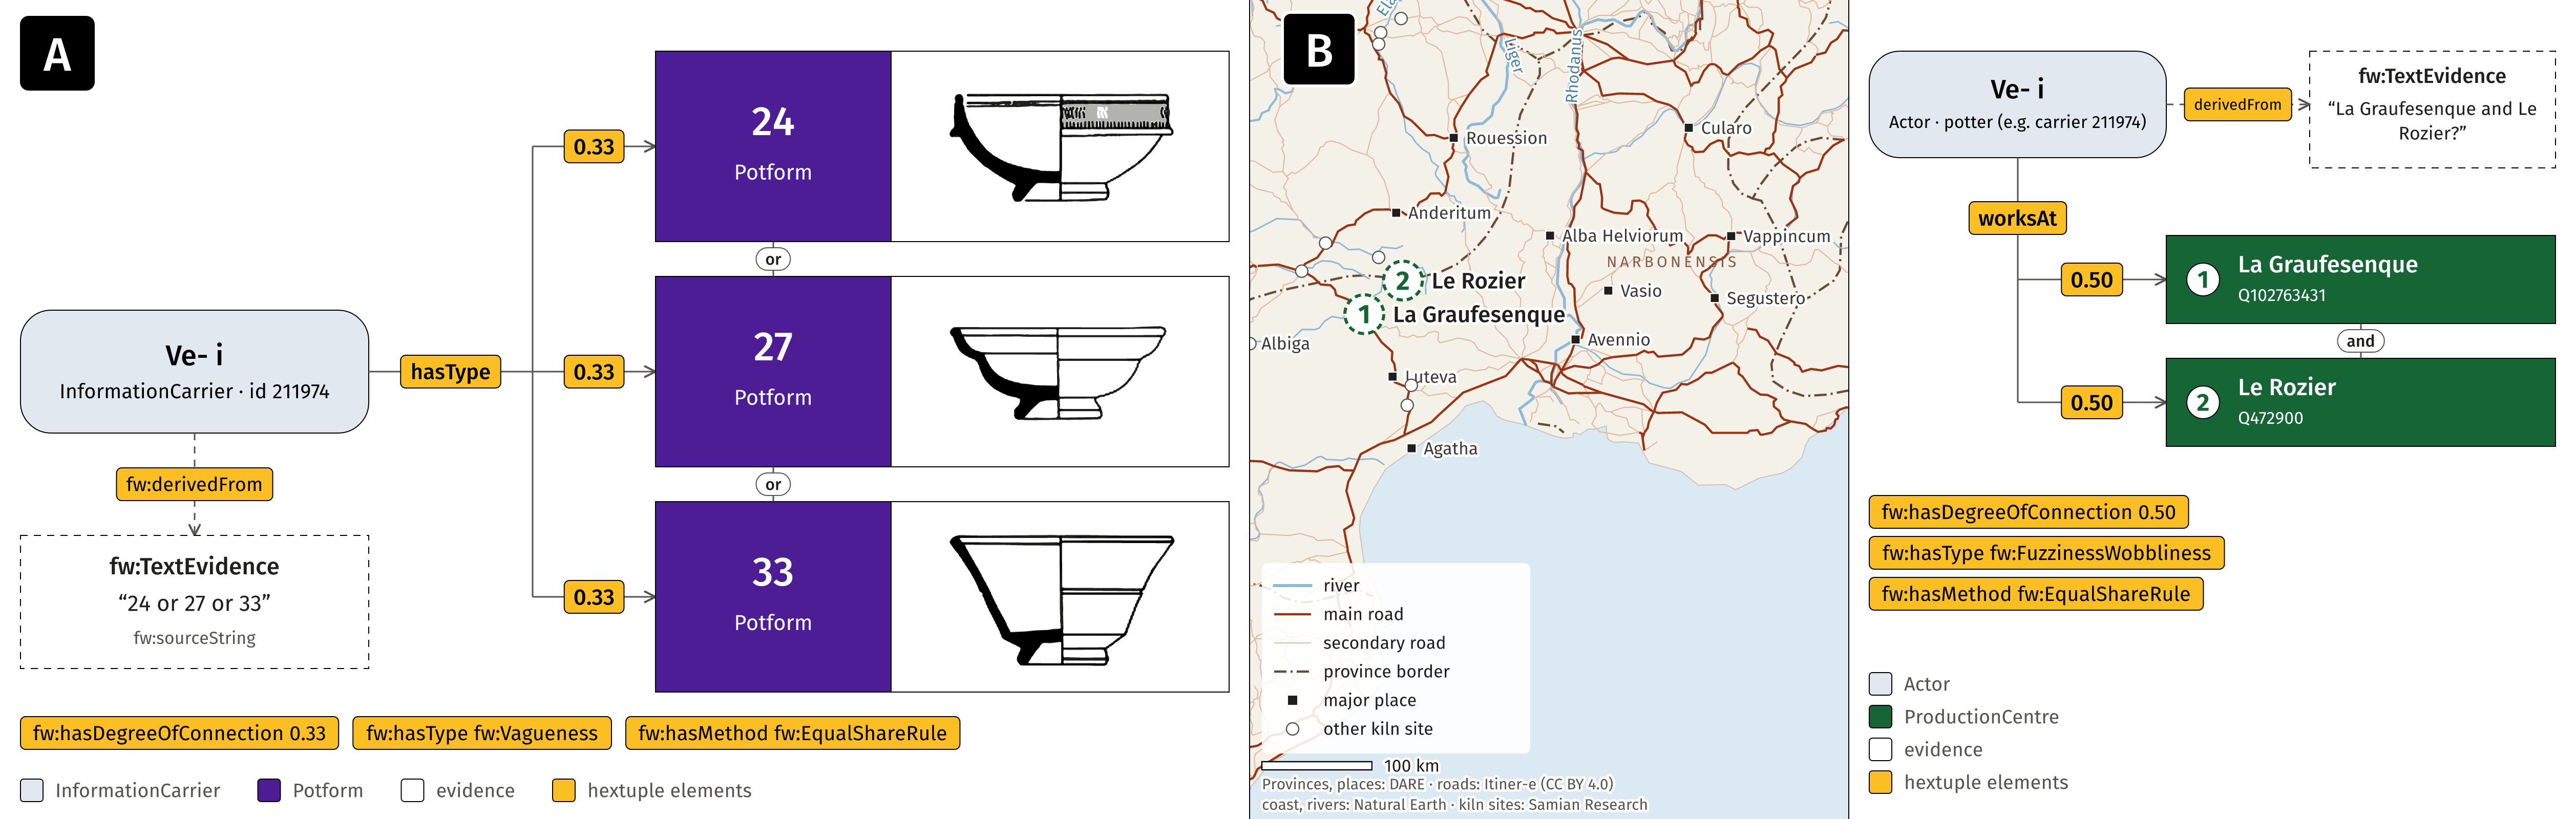 A
24
Potform
0.33
or
27
Potform
0.33
or
33
Potform
0.33
Ve- i
InformationCarrier · id 211974
hasType
fw:derivedFrom
fw:TextEvidence
“24 or 27 or 33”
fw:sourceString
fw:hasDegreeOfConnection 0.33
fw:hasType fw:Vagueness
fw:hasMethod fw:EqualShareRule
InformationCarrier
Potform
evidence
hextuple elements
B
Liger
Rhodanus
Rouession
Cularo
Anderitum
Alba Helviorum
Vappincum
NARBONENSIS
2 Le Rozier
Vasio
Segustero
1 La Graufesenque
Albiga
Avennio
Luteva
Agatha
river
main road
secondary road
province border
major place
other kiln site
100 km
Provinces, places: DARE · roads: Itiner-e (CC BY 4.0)
coast, rivers: Natural Earth · kiln sites: Samian Research
Ve- i
Actor · potter (e.g. carrier 211974)
derivedFrom
fw:TextEvidence
“La Graufesenque and Le
Rozier?”
worksAt
0.50
1
La Graufesenque
Q102763431
and
0.50
2
Le Rozier
Q472900
fw:hasDegreeOfConnection 0.50
fw:hasType fw:FuzzinessWobbliness
fw:hasMethod fw:EqualShareRule
Actor
ProductionCentre
evidence
hextuple elements